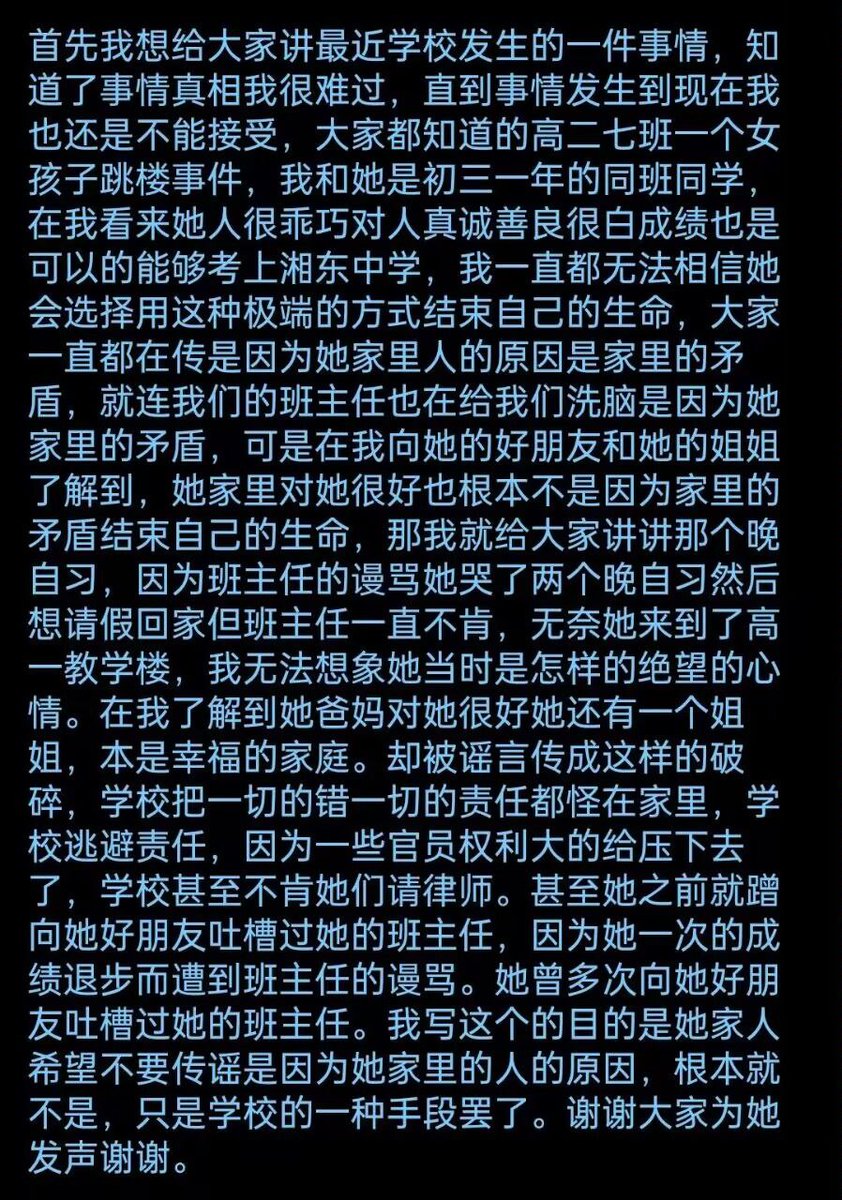 首先我想给大家讲最近学校发生的一件事情，知
道了事情真相我很难过，直到事情发生到现在我
也还是不能接受，大家都知道的高二七班一个女
孩子跳楼事件，我和她是初三一年的同班同学，
在我看来她人很乖巧对人真诚善良很白成绩也是
可以的能够考上湘东中学，我一直都无法相信她
会选择用这种极端的方式结束自己的生命，大家
一直都在传是因为她家里人的原因是家里的矛
盾，就连我们的班主任也在给我们洗脑是因为她
家里的矛盾，可是在我向她的好朋友和她的姐姐
了解到，她家里对她很好也根本不是因为家里的
矛盾结束自己的生命，那我就给大家讲讲那个晚
自习，因为班主任的谩骂她哭了两个晚自习然后
想请假回家但班主任一直不肯，无奈她来到了高
一教学楼，我无法想象她当时是怎样的绝望的心
情。在我了解到她爸妈对她很好她还有一个姐
姐，本是幸福的家庭。却被谣言传成这样的破
碎，学校把一切的错一切的责任都怪在家里，学
校逃避责任，因为一些官员权利大的给压下去
了，学校甚至不肯她们请律师。甚至她之前就蹭
向她好朋友吐槽过她的班主任，因为她一次的成
绩退步而遭到班主任的谩骂。她曾多次向她好朋
友吐槽过她的班主任。我写这个的目的是她家人
希望不要传谣是因为她家里的人的原因，根本就
不是，只是学校的一种手段罢了。谢谢大家为她
发声谢谢。